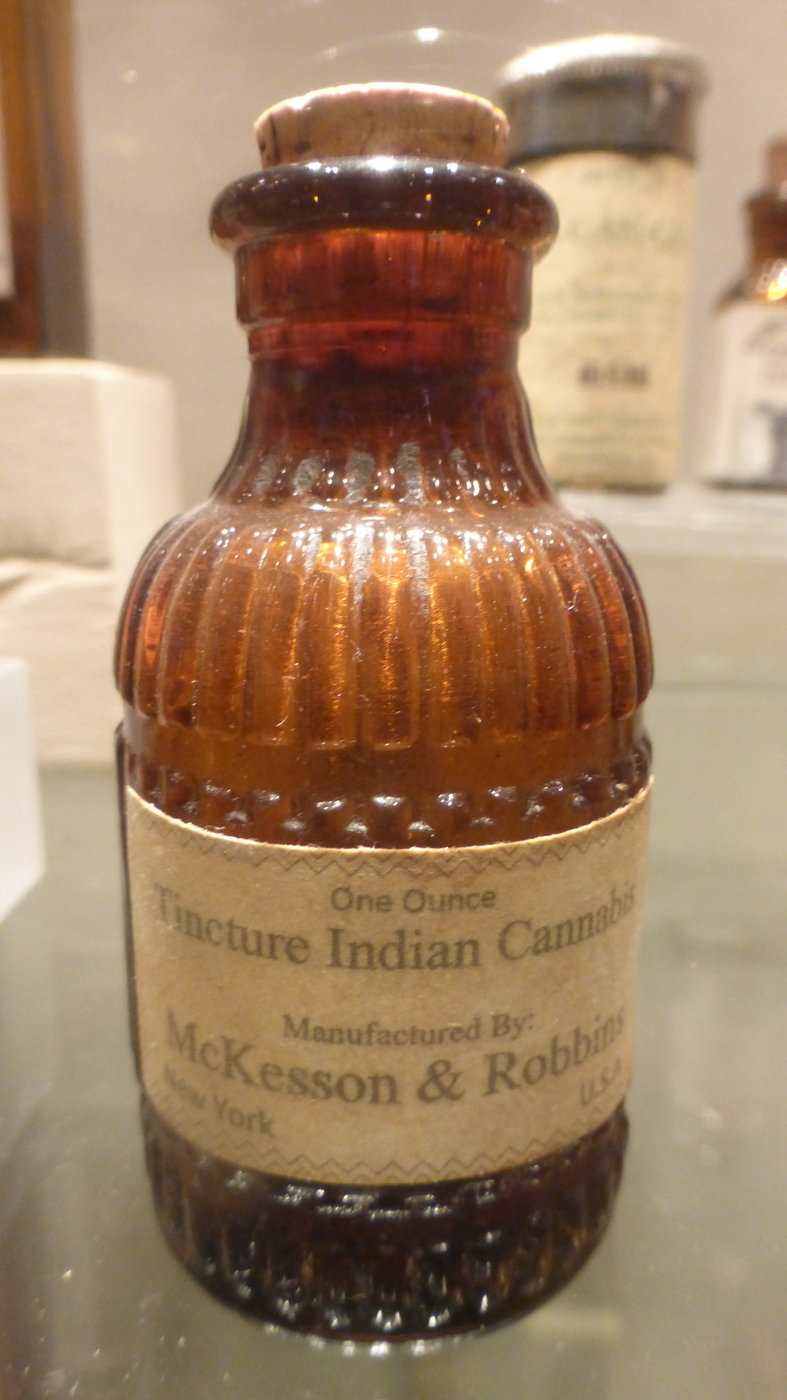 One Ounce
Tincture Indian Cannabis
Manufactured By:
McKesson & Robbins
New York
U.S.A